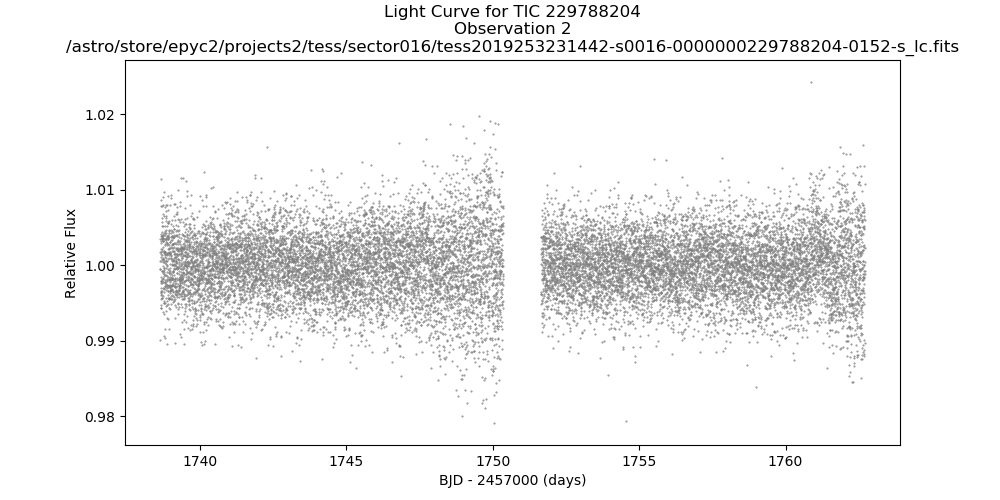 Light Curve for TIC 229788204
Observation 2
/astro/store/epyc2/projects2/tess/sector016/tess2019253231442-s0016-0000000229788204-0152-s_lc.fits
1.02
1.01
1.00
0.99
0.98
Relative Flux
1740 1745 1750 1755 1760
BJD - 2457000 (days)